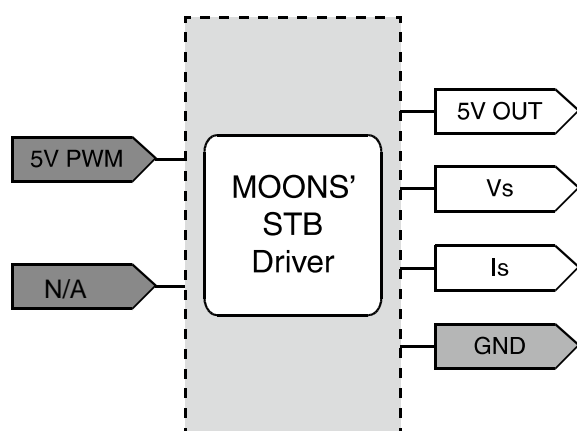 5V PWM
N/A
MOONS’
STB
Driver
5V OUT
Vs
Is
GND